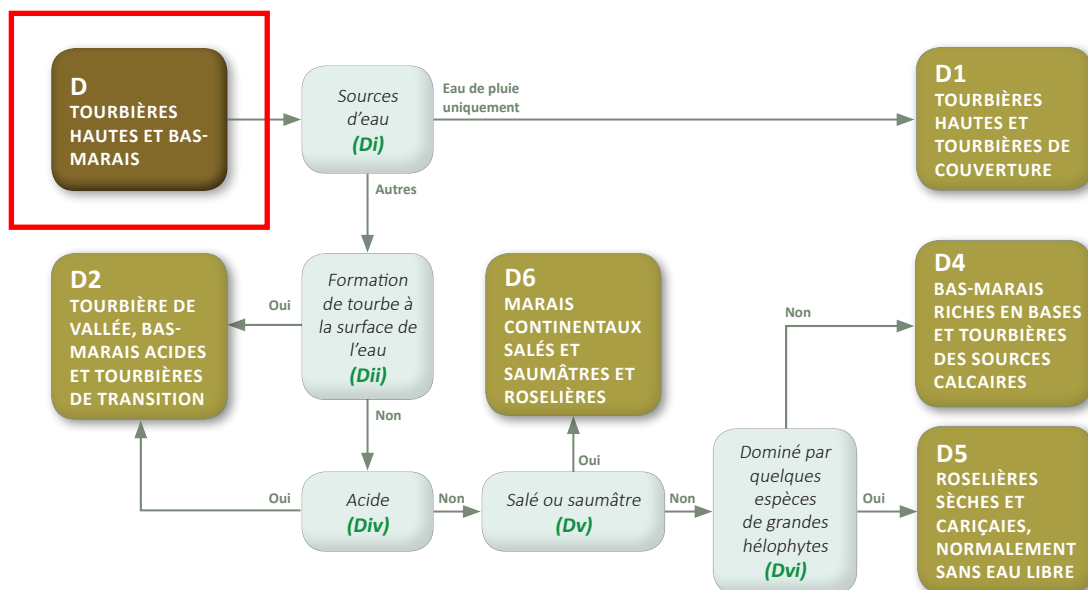 D
TOURBIÈRES
HAUTES ET BAS-
MARAIS
Sources
d'eau
(Di)
Eau de pluie
uniquement
D1
TOURBIÈRES
HAUTES ET
TOURBIÈRES DE
COUVERTURE
Autres
D2
TOURBIÈRE DE
VALLÉE, BAS-
MARAIS ACIDES
ET TOURBIÈRES
DE TRANSITION
Oui
Formation
de tourbe à
la surface de
l'eau
(Dii)
D6
MARAIS
CONTINENTAUX
SALÉS ET
SAUMÂTRES ET
ROSELIÈRES
Non
D4
BAS-MARAIS
RICHES EN BASES
ET TOURBIÈRES
DES SOURCES
CALCAIRES
Non
Oui
Oui
Acide
(Div)
Non
Salé ou saumâtre
(Dv)
Non
Dominé par
quelques
espèces
de grandes
hélophytes
(Dvi)
Oui
D5
ROSELIÈRES
SÈCHES ET
CARIÇAIES,
NORMALEMENT
SANS EAU LIBRE